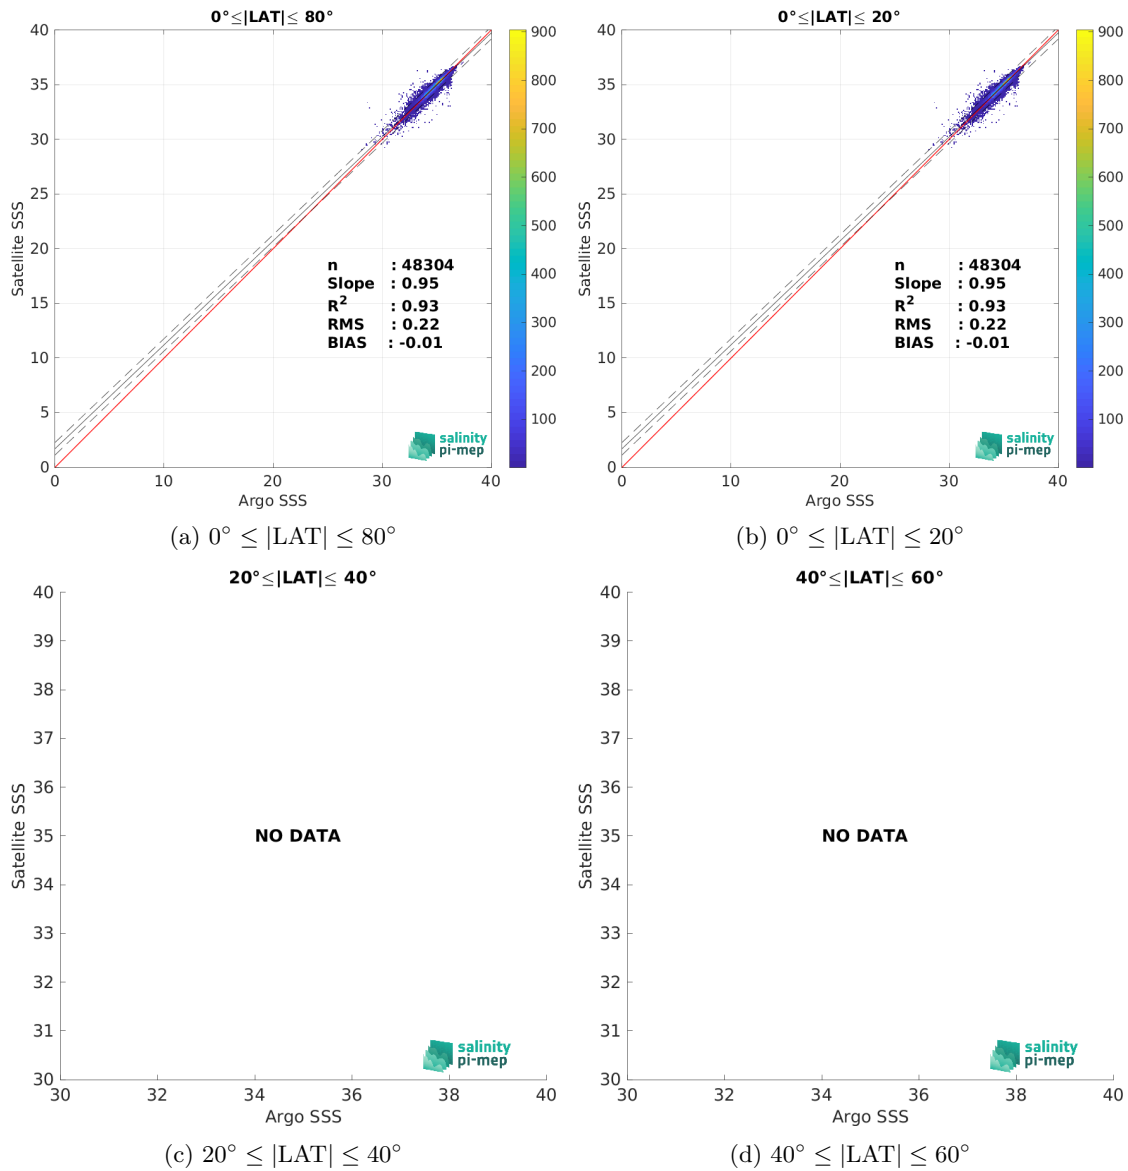 0°≤|LAT|≤ 80°
40
35
30
25
20
15
10
5
0
0
10
20
30
40
Satellite SSS
Argo SSS
n : 48304
Slope : 0.95
R2 : 0.93
RMS : 0.22
BIAS : -0.01
salinity
pi-mep
900
800
700
600
500
400
300
200
100
(a) 0° ≤ |LAT| ≤ 80°
0°≤|LAT|≤ 20°
40
35
30
25
20
15
10
5
0
0
10
20
30
40
Satellite SSS
Argo SSS
n : 48304
Slope : 0.95
R2 : 0.93
RMS : 0.22
BIAS : -0.01
salinity
pi-mep
900
800
700
600
500
400
300
200
100
(b) 0° ≤ |LAT| ≤ 20°
20°≤|LAT|≤ 40°
40
39
38
37
36
35
34
33
32
31
30
30
32
34
36
38
40
Satellite SSS
Argo SSS
NO DATA
salinity
pi-mep
(c) 20° ≤ |LAT| ≤ 40°
40°≤|LAT|≤ 60°
40
39
38
37
36
35
34
33
32
31
30
30
32
34
36
38
40
Satellite SSS
Argo SSS
NO DATA
salinity
pi-mep
(d) 40° ≤ |LAT| ≤ 60°